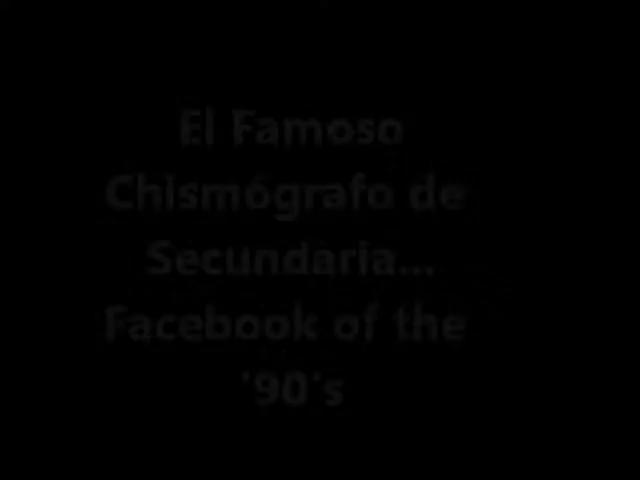 El Famoso
Chismógrafo de
Secundaria...
Facebook of the
'90's